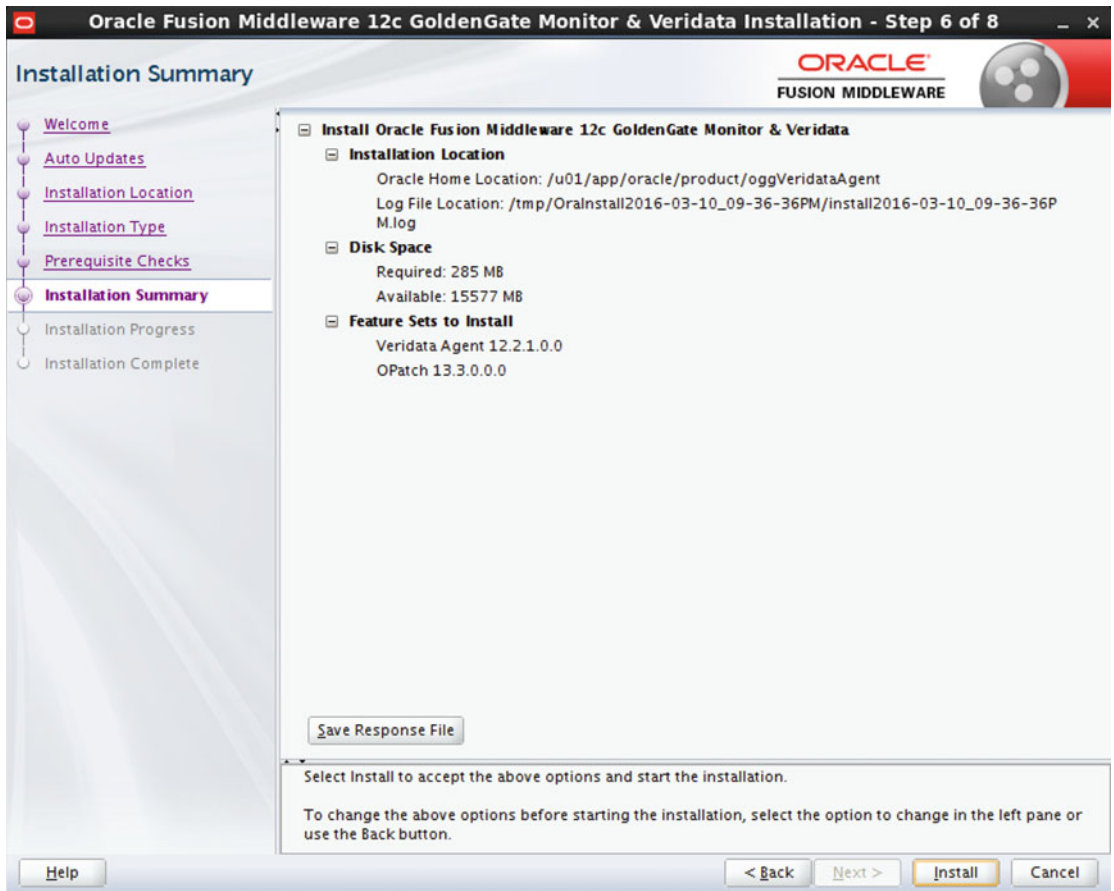 Oracle Fusion Middleware 12c GoldenGate Monitor & Veridata Installation - Step 6 of 8
Installation Summary
ORACLE
FUSION MIDDLEWARE
Welcome
Auto Updates
Installation Location
Installation Type
Prerequisite Checks
Installation Summary
Installation Progress
Installation Complete
Install Oracle Fusion Middleware 12c GoldenGate Monitor & Veridata
Installation Location
Oracle Home Location: /u01/app/oracle/product/oggVeridataAgent
Log File Location: /tmp/OraInstall2016-03-10_09-36-36PM/install2016-03-10_09-36-36P
M.log
Disk Space
Required: 285 MB
Available: 15577 MB
Feature Sets to Install
Veridata Agent 12.2.1.0.0
OPatch 13.3.0.0.0
Save Response File
Select Install to accept the above options and start the installation.
To change the above options before starting the installation, select the option to change in the left pane or
use the Back button.
Help
< Back
Next >
Install
Cancel